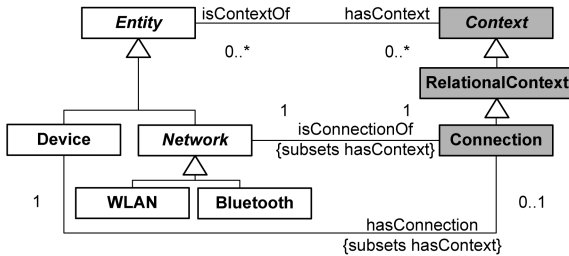 Entity
isContextOf
hasContext
Context
0..*
0..*
RelationalContext
1
1
Device
Network
isConnectionOf
{subsets hasContext}
Connection
WLAN
Bluetooth
1
0..1
hasConnection
{subsets hasContext}